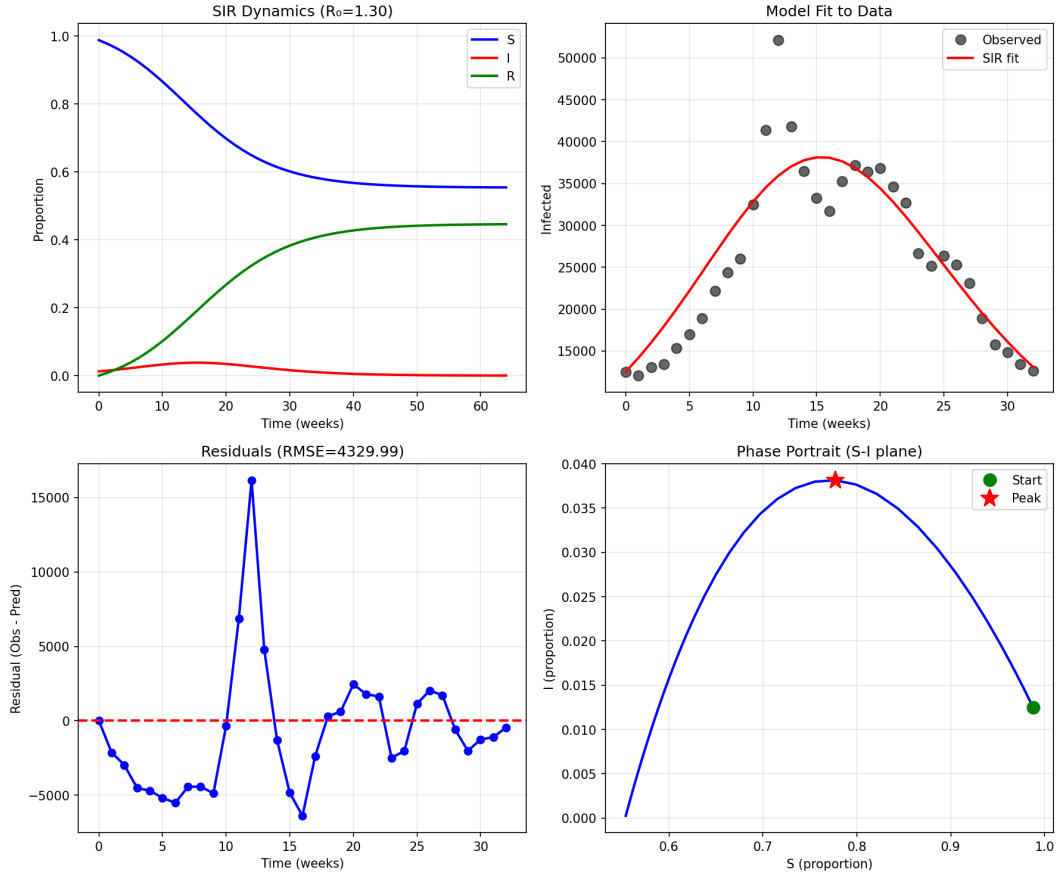 SIR Dynamics (R₀=1.30)
Proportion
1.0
0.8
0.6
0.4
0.2
0.0
S
I
R
0 10 20 30 40 50 60
Time (weeks)
Model Fit to Data
Infected
50000
45000
40000
35000
30000
25000
20000
15000
Observed
SIR fit
0 5 10 15 20 25 30
Time (weeks)
Residuals (RMSE=4329.99)
Residual (Obs - Pred)
15000
10000
5000
0
−5000
0 5 10 15 20 25 30
Time (weeks)
Phase Portrait (S-I plane)
I (proportion)
0.040
0.035
0.030
0.025
0.020
0.015
0.010
0.005
0.000
Start
Peak
0.6 0.7 0.8 0.9 1.0
S (proportion)